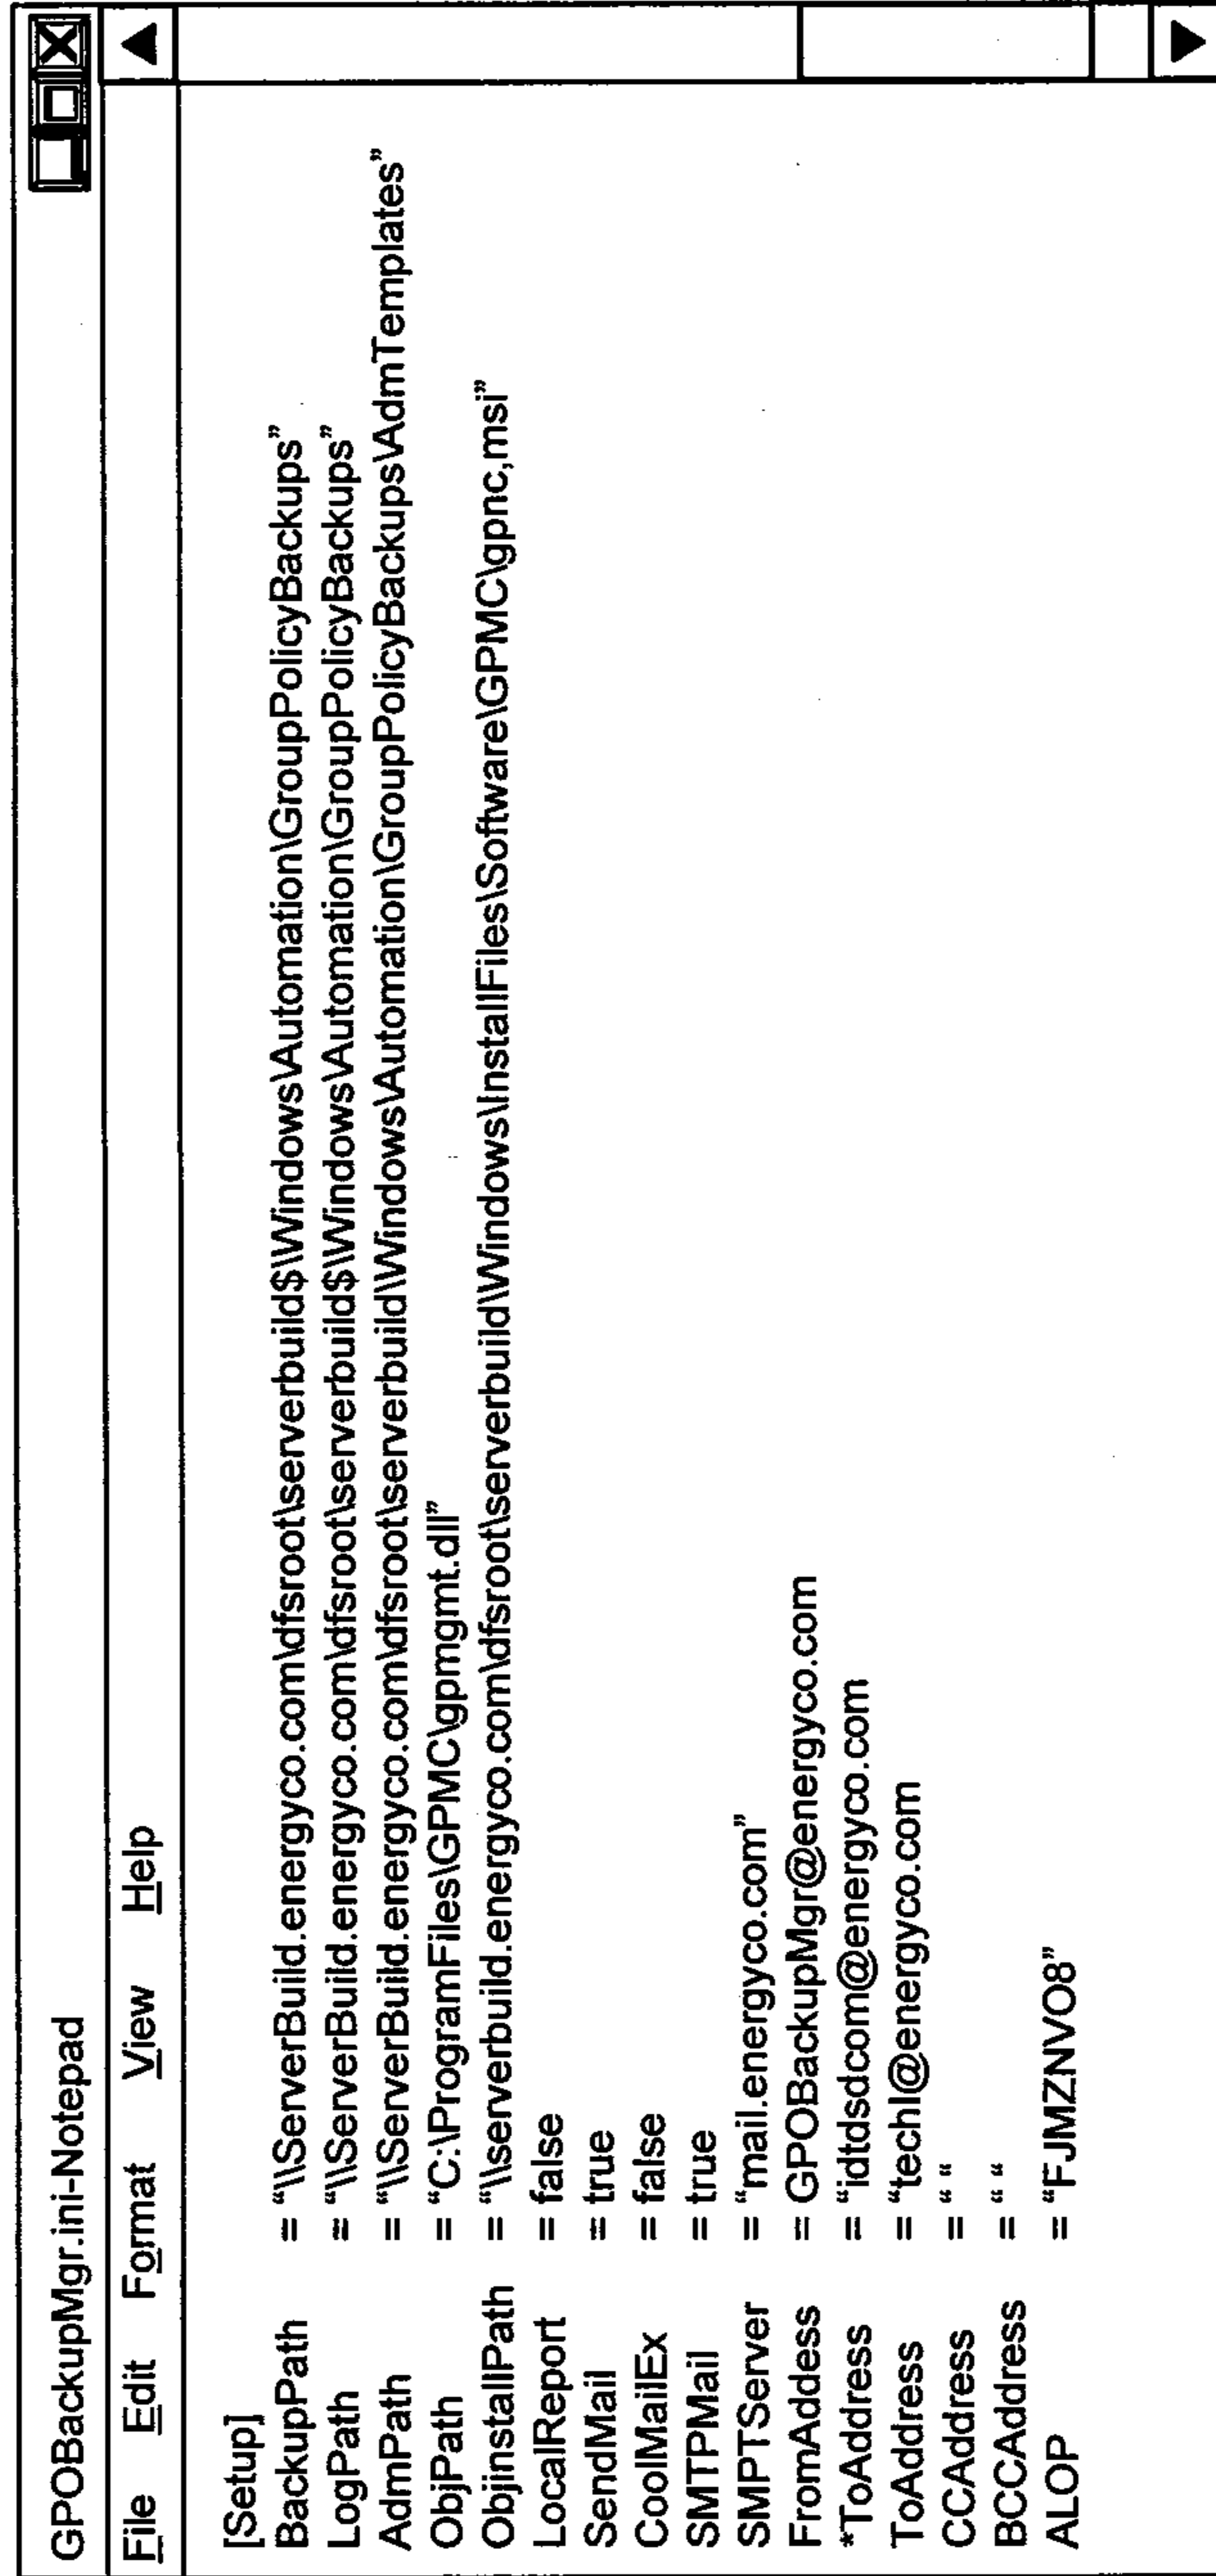 GPOBackupMgr.ini-Notepad
File Edit Format View Help
[Setup]
BackupPath = “\\ServerBuild.energyco.com\dfsroot\serverbuild$\Windows\Automation\GroupPolicyBackups”
LogPath = “\\ServerBuild.energyco.com\dfsroot\serverbuild$\Windows\Automation\GroupPolicyBackups”
AdmPath = “\\ServerBuild.energyco.com\dfsroot\serverbuild\Windows\Automation\GroupPolicyBackups\AdmTemplates”
ObjPath = “C:\ProgramFiles\GPMC\gpmgmt.dll”
ObjinstallPath = “\\serverbuild.energyco.com\dfsroot\serverbuild\Windows\InstallFiles\Software\GPMC\gpnc,msi”
LocalReport = false
SendMail = true
CoolMailEx = false
SMTPMail = true
SMPTServer = “mail.energyco.com”
FromAddess = GPOBackupMgr@energyco.com
*ToAddress = “idtdsdcom@energyco.com
ToAddress = “techl@energyco.com
CCAddress = “ “
BCCAddress = “ “
ALOP = “FJMZNVO8”